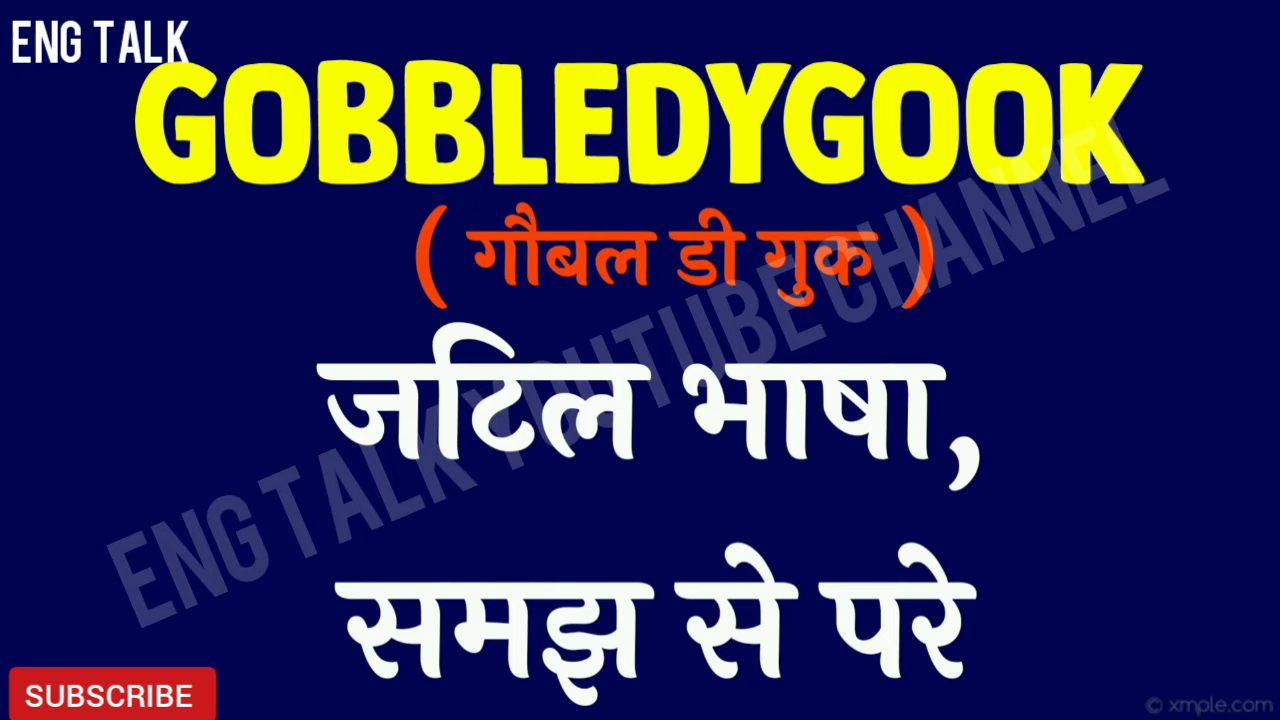 ENG TALK
GOBBLEDYGOOK
( गौबल डी गुक )
जटिल भाषा,
समझ से परे
ENG TALK YOUTUBE CHANNEL
SUBSCRIBE
© xmple.com